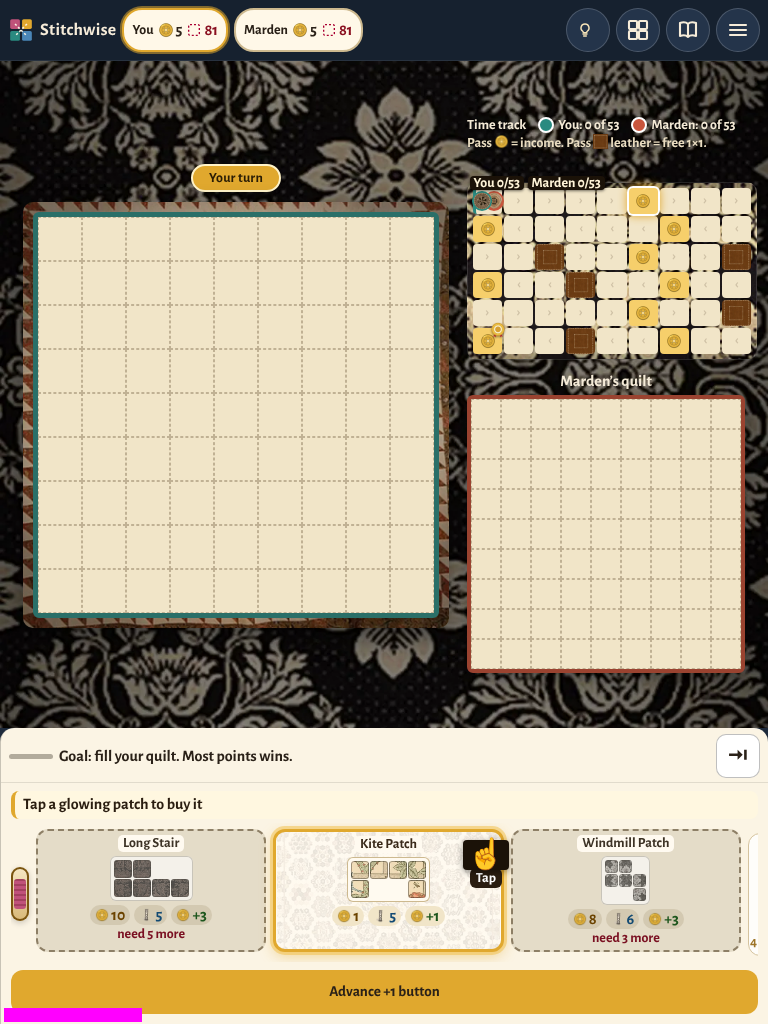 Stitchwise
You 5 81
Marden 5 81
Time track You: 0 of 53 Marden: 0 of 53
Pass = income. Pass leather = free 1×1.
Your turn
You 0/53 Marden 0/53
Marden's quilt
Goal: fill your quilt. Most points wins.
Tap a glowing patch to buy it
Long Stair
10 5 +3
need 5 more
Kite Patch
Tap
1 5 +1
Windmill Patch
8 6 +3
need 3 more
4
Advance +1 button